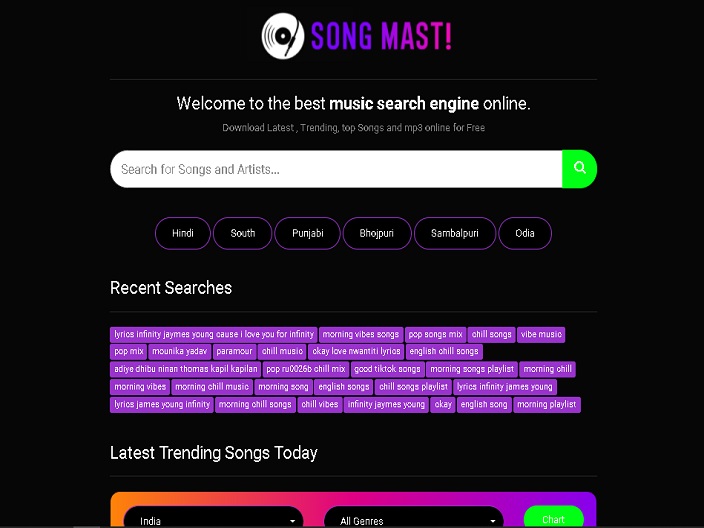 SONG MAST!
Welcome to the best music search engine online.
Download Latest , Trending, top Songs and mp3 online for Free
Search for Songs and Artists...
Hindi South Punjabi Bhojpuri Sambalpuri Odia
Recent Searches
lyrics infinity jaymes young cause i love you for infinity morning vibes songs pop songs mix chill songs vibe music
pop mix mounika yadav paramour chill music okay love nwantiti lyrics english chill songs
adiye dhibu ninan thomas kapil kapilan pop ru0026b chill mix good tiktok songs morning songs playlist morning chill
morning vibes morning chill music morning song english songs chill songs playlist lyrics infinity james young
lyrics james young infinity morning chill songs chill vibes infinity jaymes young okay english song morning playlist
Latest Trending Songs Today
India All Genres Chart